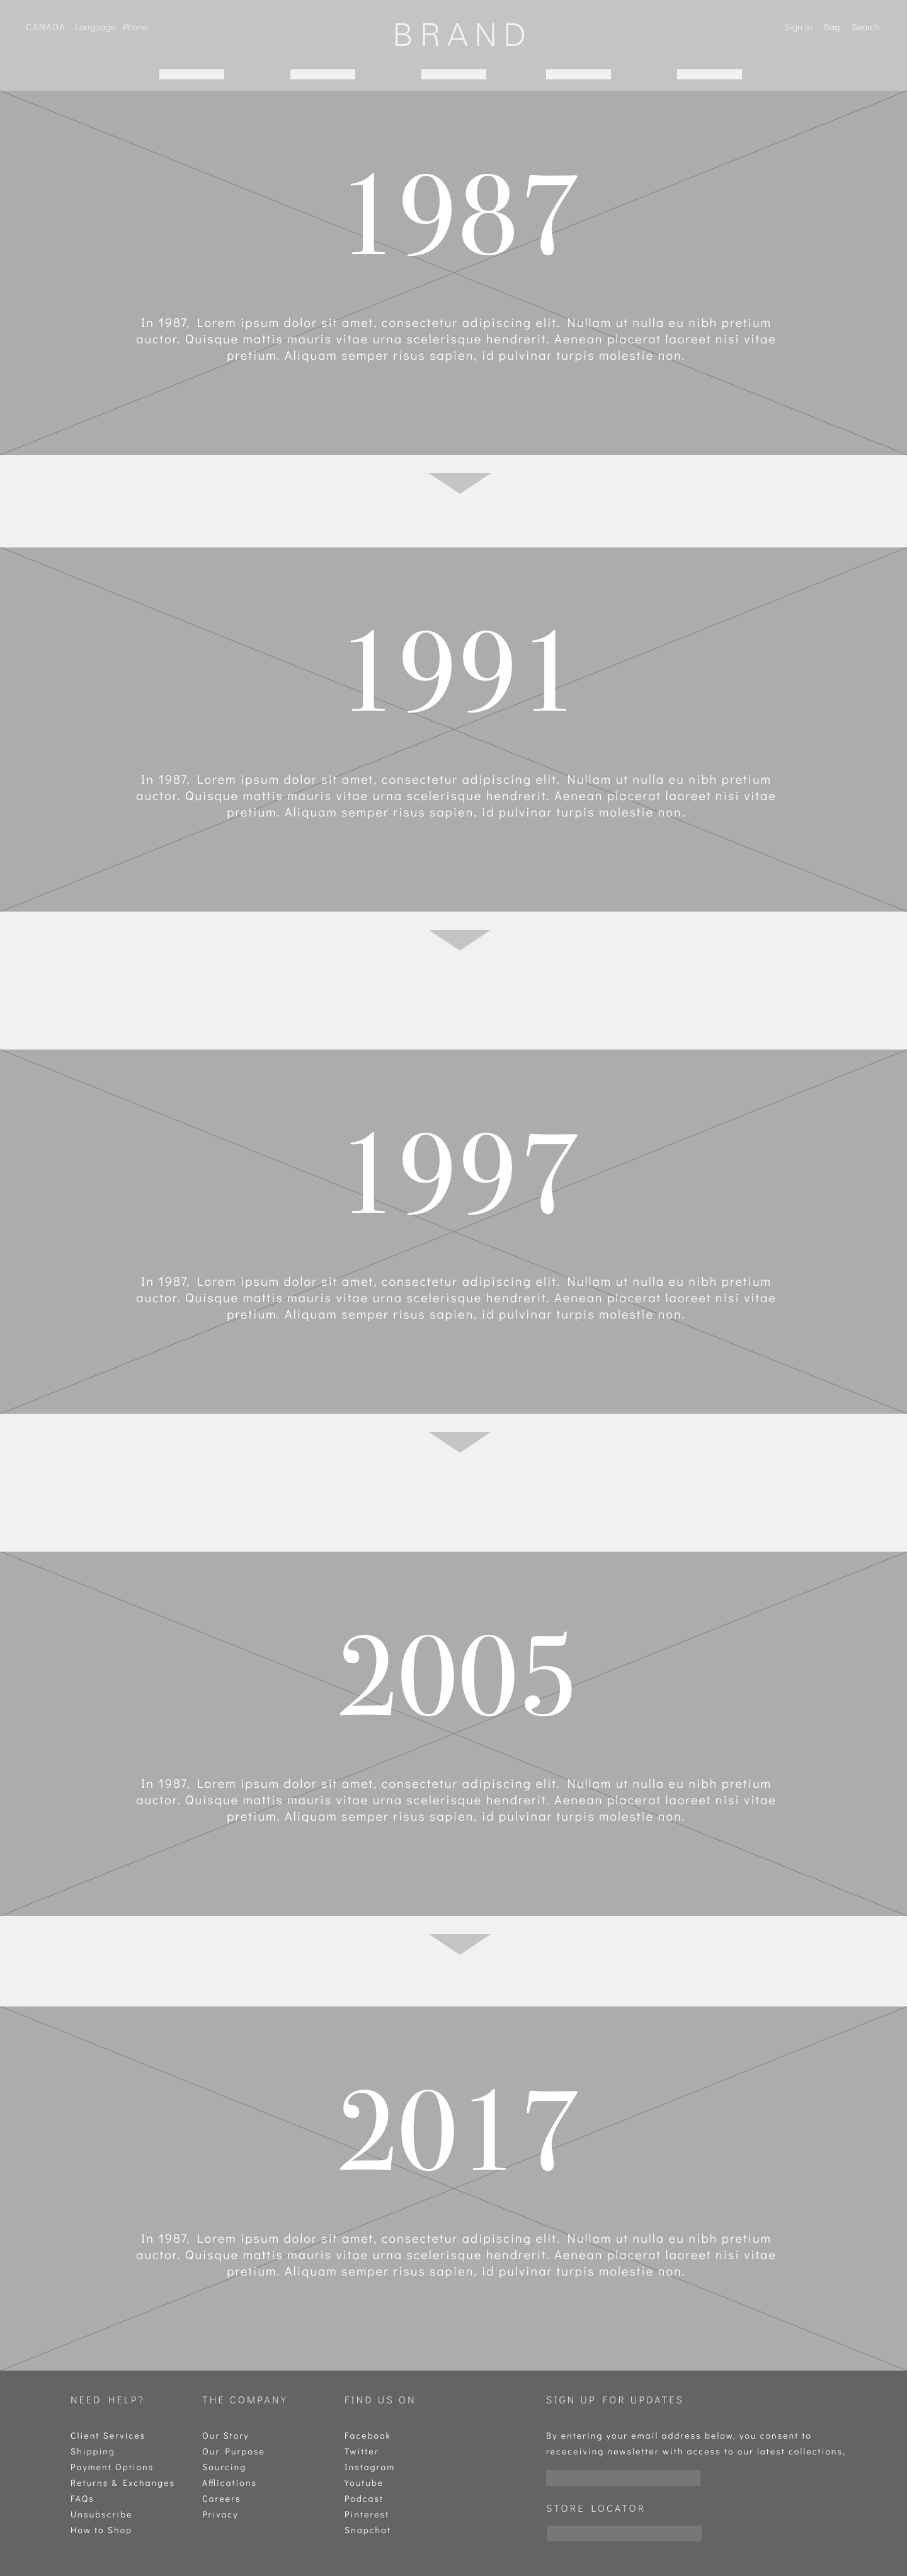 CANADA Language Phone BRAND Sign in Bag Search
1987
In 1987, Lorem ipsum dolor sit amet, consectetur adipiscing elit. Nullam ut nulla eu nibh pretium
auctor. Quisque mattis mauris vitae urna scelerisque hendrerit. Aenean placerat laoreet nisi vitae
pretium. Aliquam semper risus sapien, id pulvinar turpis molestie non.
1991
In 1987, Lorem ipsum dolor sit amet, consectetur adipiscing elit. Nullam ut nulla eu nibh pretium
auctor. Quisque mattis mauris vitae urna scelerisque hendrerit. Aenean placerat laoreet nisi vitae
pretium. Aliquam semper risus sapien, id pulvinar turpis molestie non.
1997
In 1987, Lorem ipsum dolor sit amet, consectetur adipiscing elit. Nullam ut nulla eu nibh pretium
auctor. Quisque mattis mauris vitae urna scelerisque hendrerit. Aenean placerat laoreet nisi vitae
pretium. Aliquam semper risus sapien, id pulvinar turpis molestie non.
2005
In 1987, Lorem ipsum dolor sit amet, consectetur adipiscing elit. Nullam ut nulla eu nibh pretium
auctor. Quisque mattis mauris vitae urna scelerisque hendrerit. Aenean placerat laoreet nisi vitae
pretium. Aliquam semper risus sapien, id pulvinar turpis molestie non.
2017
In 1987, Lorem ipsum dolor sit amet, consectetur adipiscing elit. Nullam ut nulla eu nibh pretium
auctor. Quisque mattis mauris vitae urna scelerisque hendrerit. Aenean placerat laoreet nisi vitae
pretium. Aliquam semper risus sapien, id pulvinar turpis molestie non.
NEED HELP?
Client Services
Shipping
Payment Options
Returns & Exchanges
FAQs
Unsubscribe
How to Shop
THE COMPANY
Our Story
Our Purpose
Sourcing
Afflications
Careers
Privacy
FIND US ON
Facebook
Twitter
Instagram
Youtube
Podcast
Pinterest
Snapchat
SIGN UP FOR UPDATES
By entering your email address below, you consent to
receceiving newsletter with access to our latest collections,
STORE LOCATOR